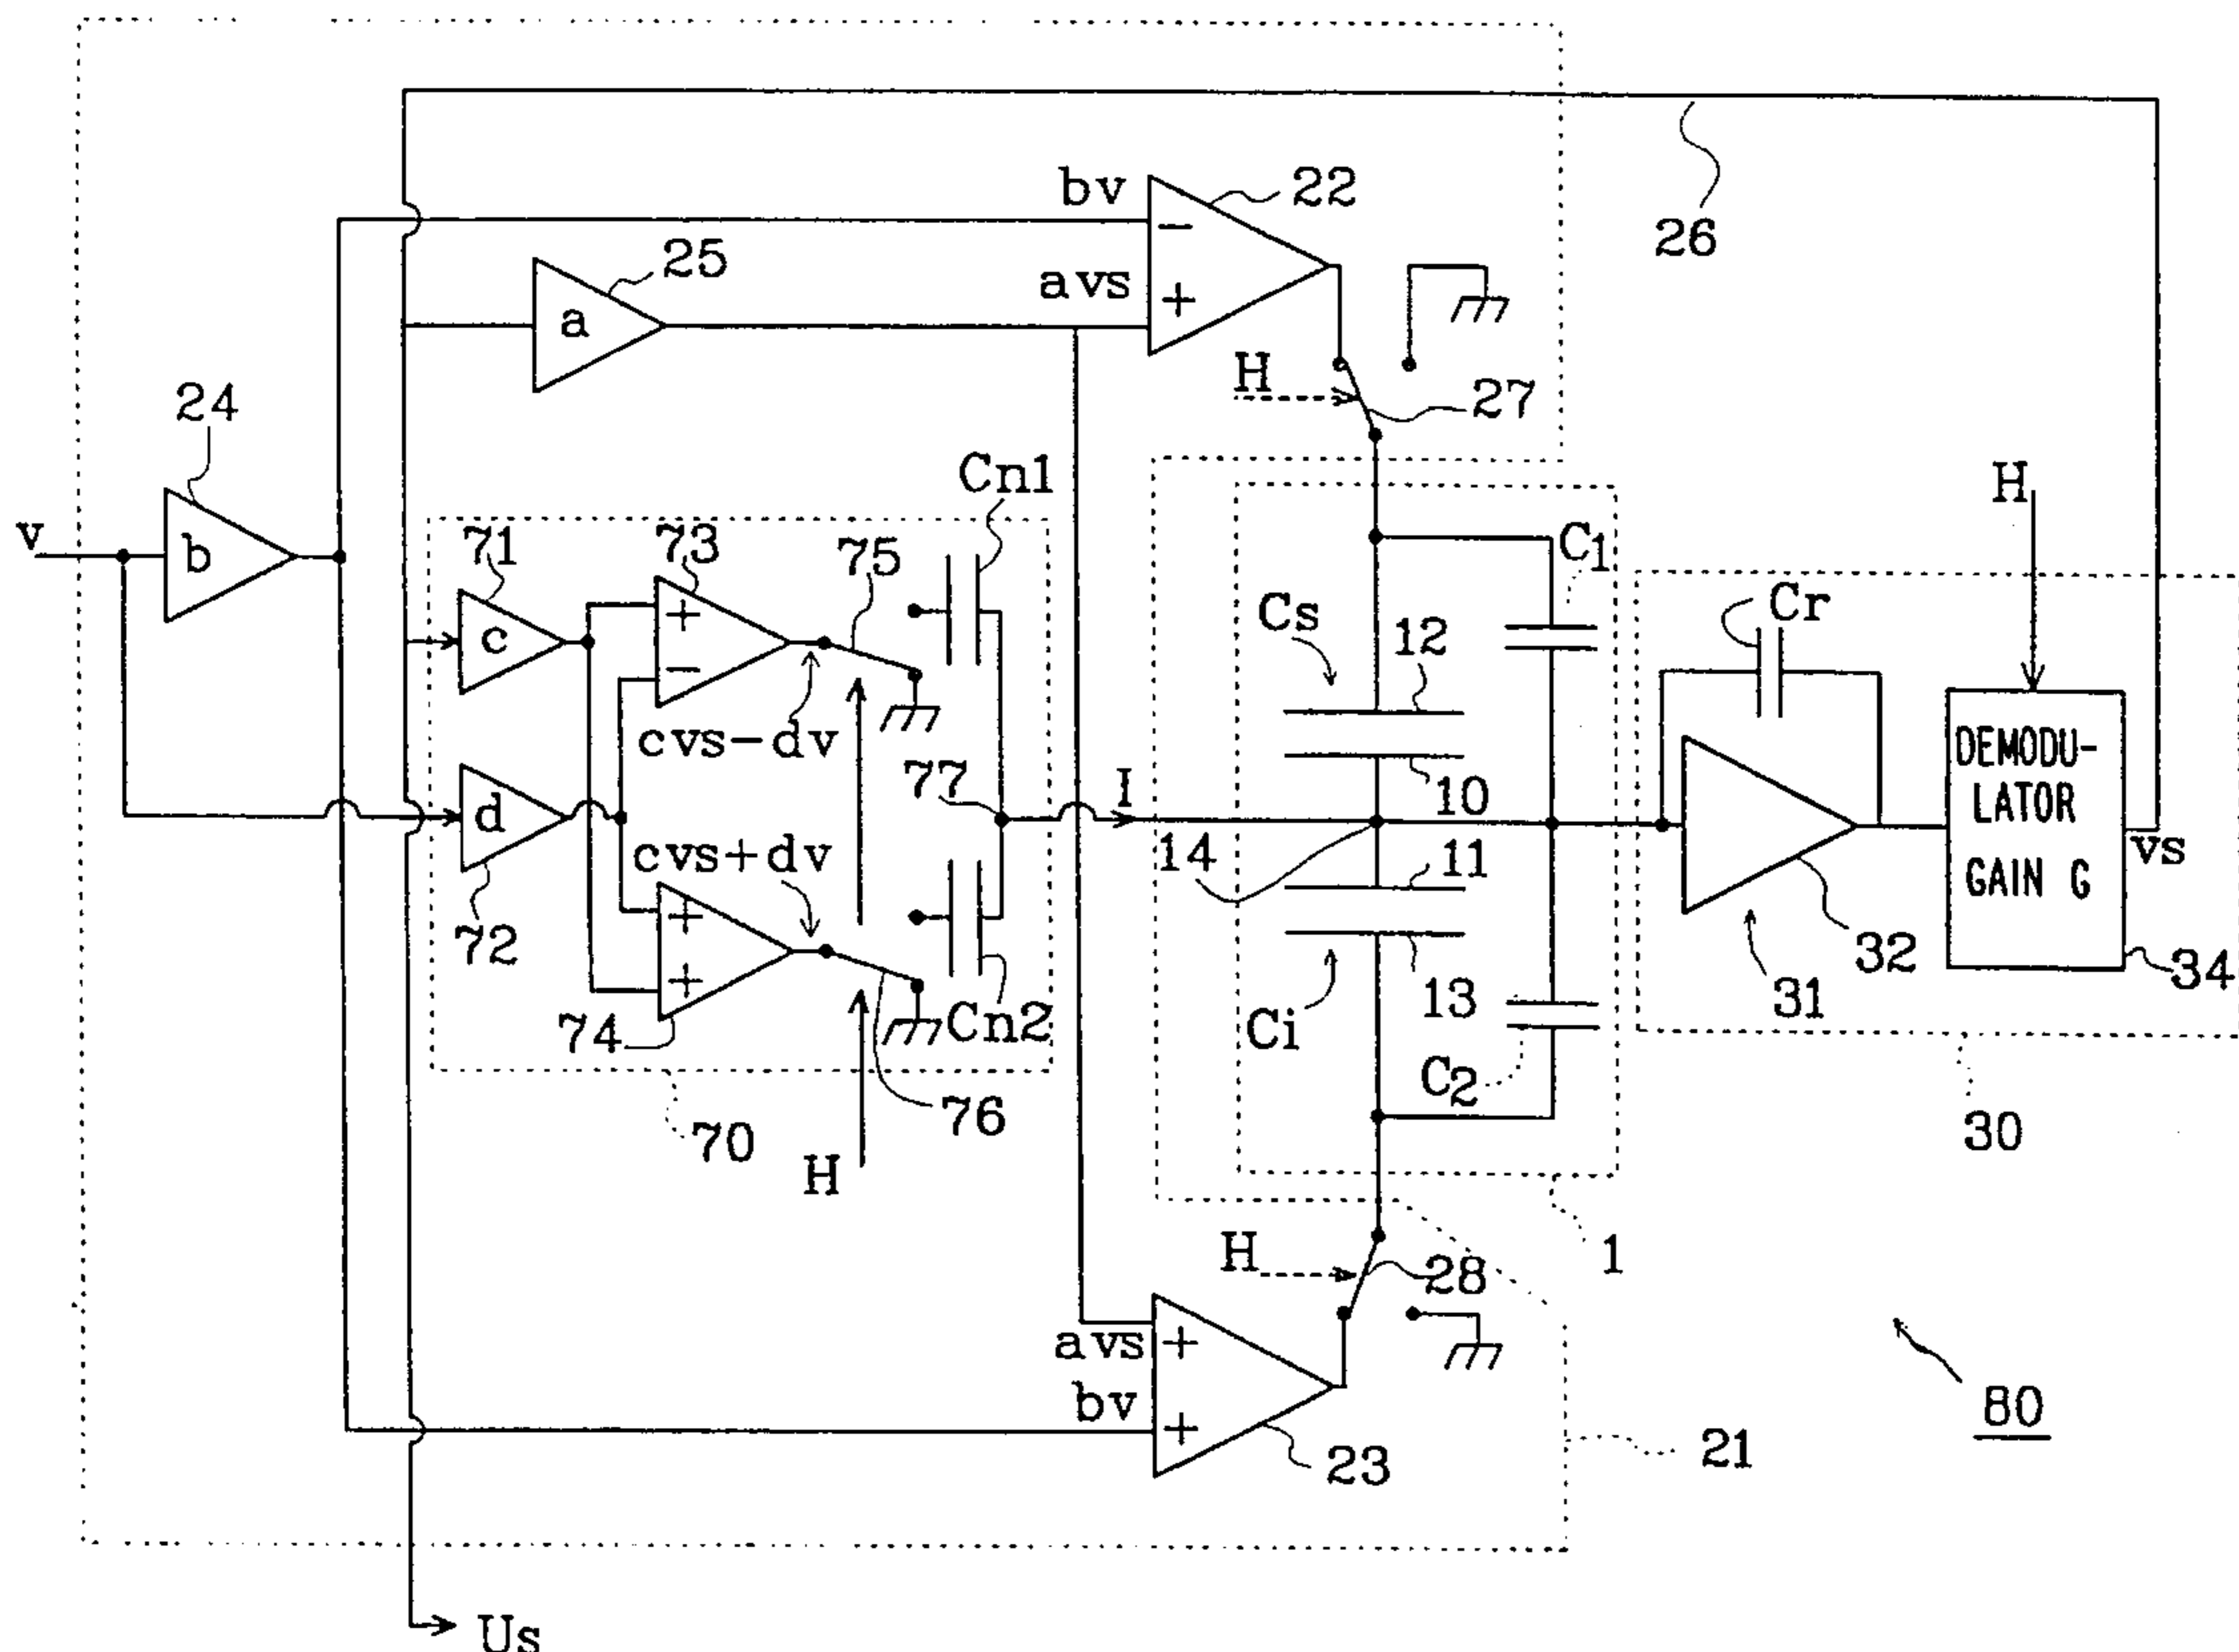 bv
22
26
25
avs
a
H
27
24
v
b
Cn1
H
71
73
75
C1
c
+
−
Cs
12
Cr
cvs−dv
DEMODU-
LATOR
GAIN G
77
I
10
d
cvs+dv
14
11
vs
72
+
+
32
34
74
Cn2
Ci
13
31
C2
76
70
30
H
H
28
1
−
+
avs
+
bv
+
23
21
80
Us